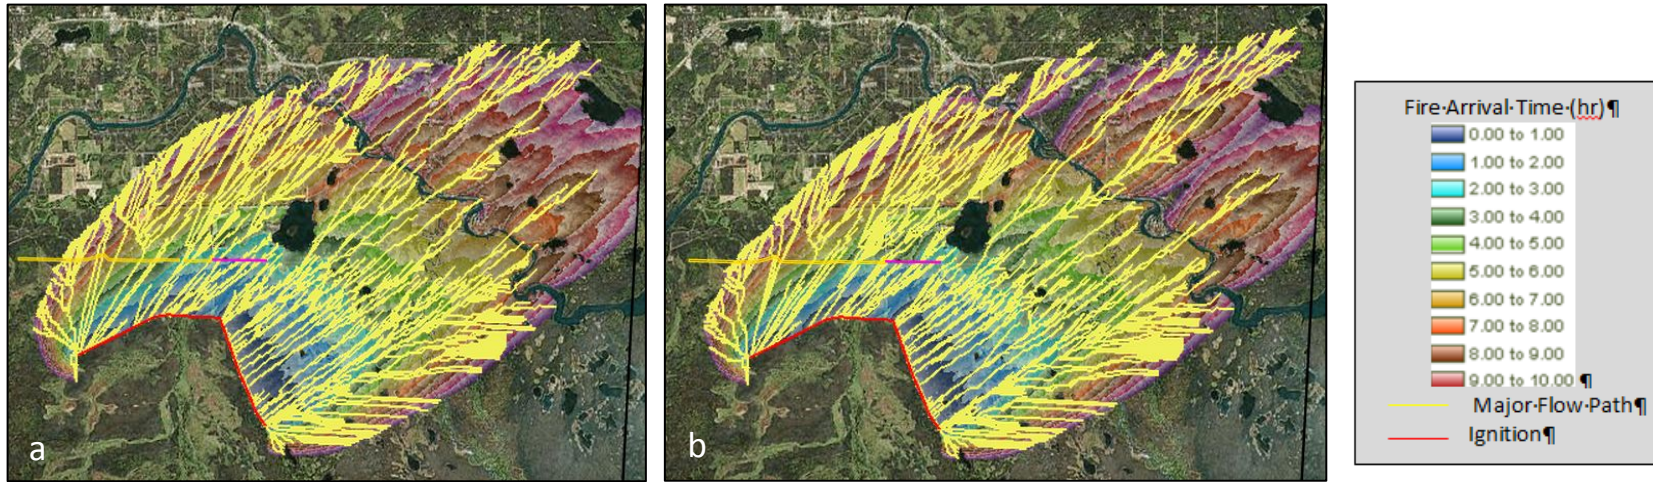 a
b
Fire·Arrival·Time·(hr)¶
0.00 to 1.00
1.00 to 2.00
2.00 to 3.00
3.00 to 4.00
4.00 to 5.00
5.00 to 6.00
6.00 to 7.00
7.00 to 8.00
8.00 to 9.00
9.00 to 10.00 ¶
Major·Flow·Path¶
Ignition¶